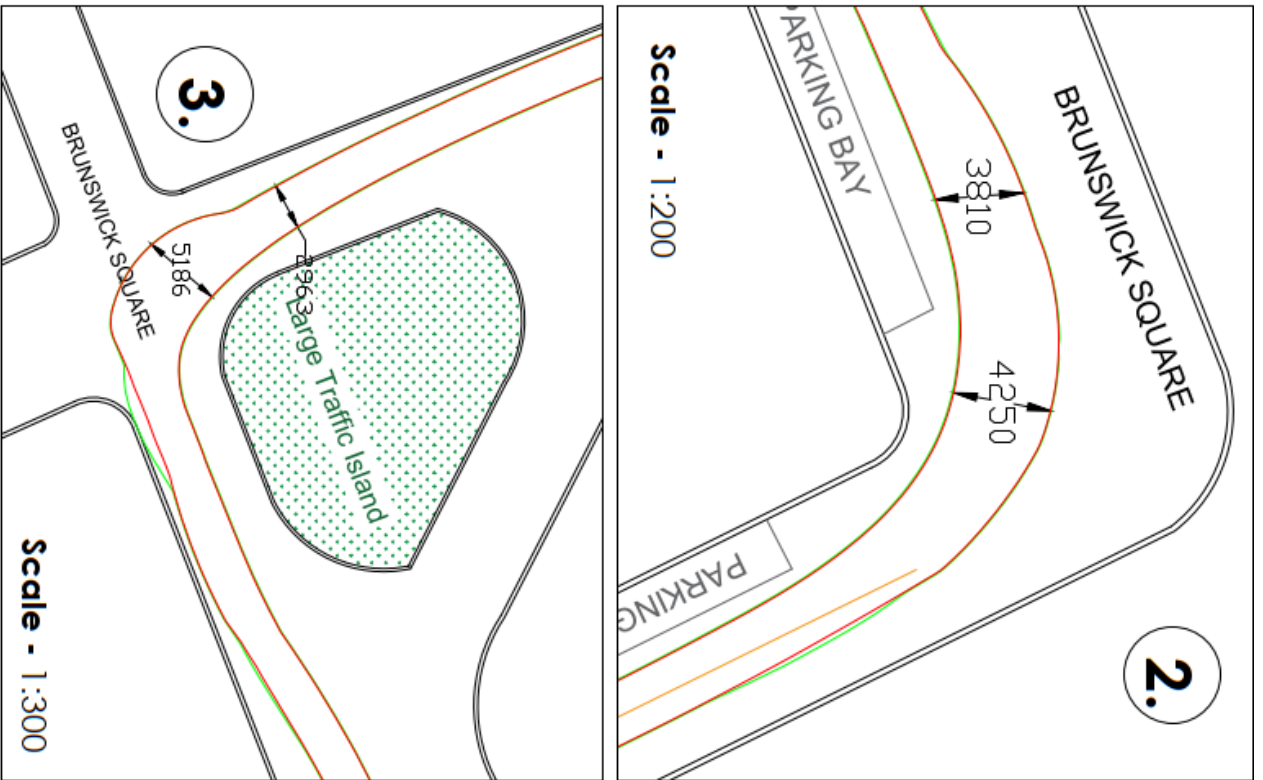 3.
BRUNSWICK SQUARE
5186
2963
Large Traffic Island
Scale - 1:300
PARKING BAY
Scale - 1:200
3810
BRUNSWICK SQUARE
4250
PARKING
2.